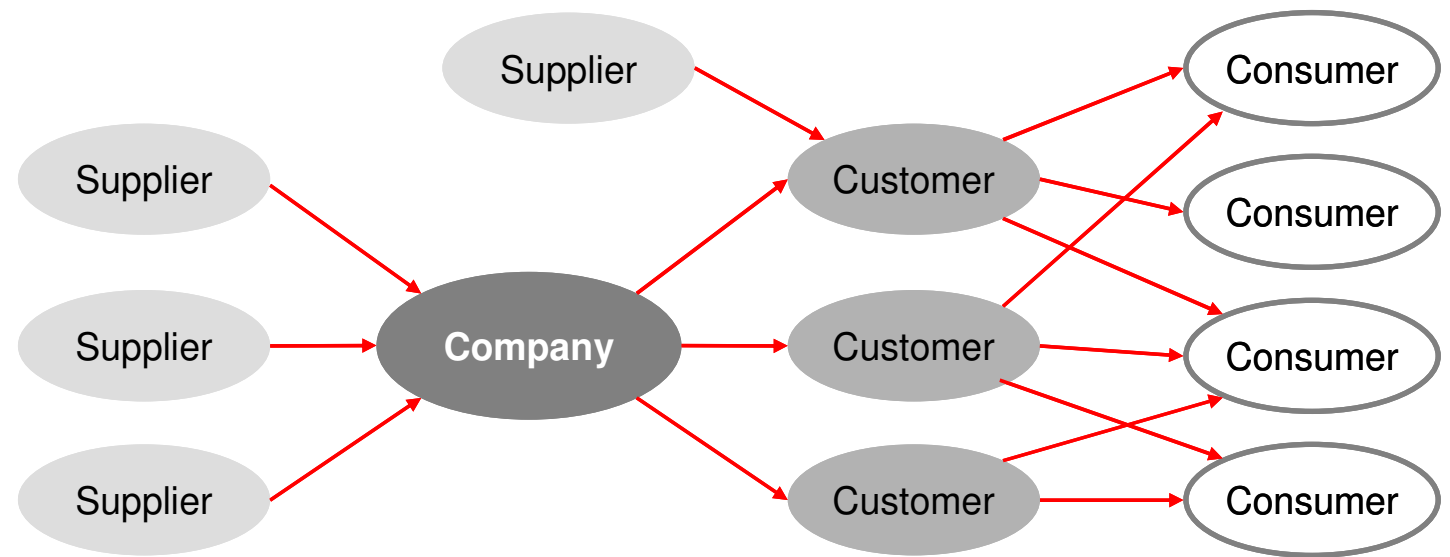 Supplier
Consumer
Supplier
Customer
Consumer
Supplier
Company
Customer
Consumer
Supplier
Customer
Consumer